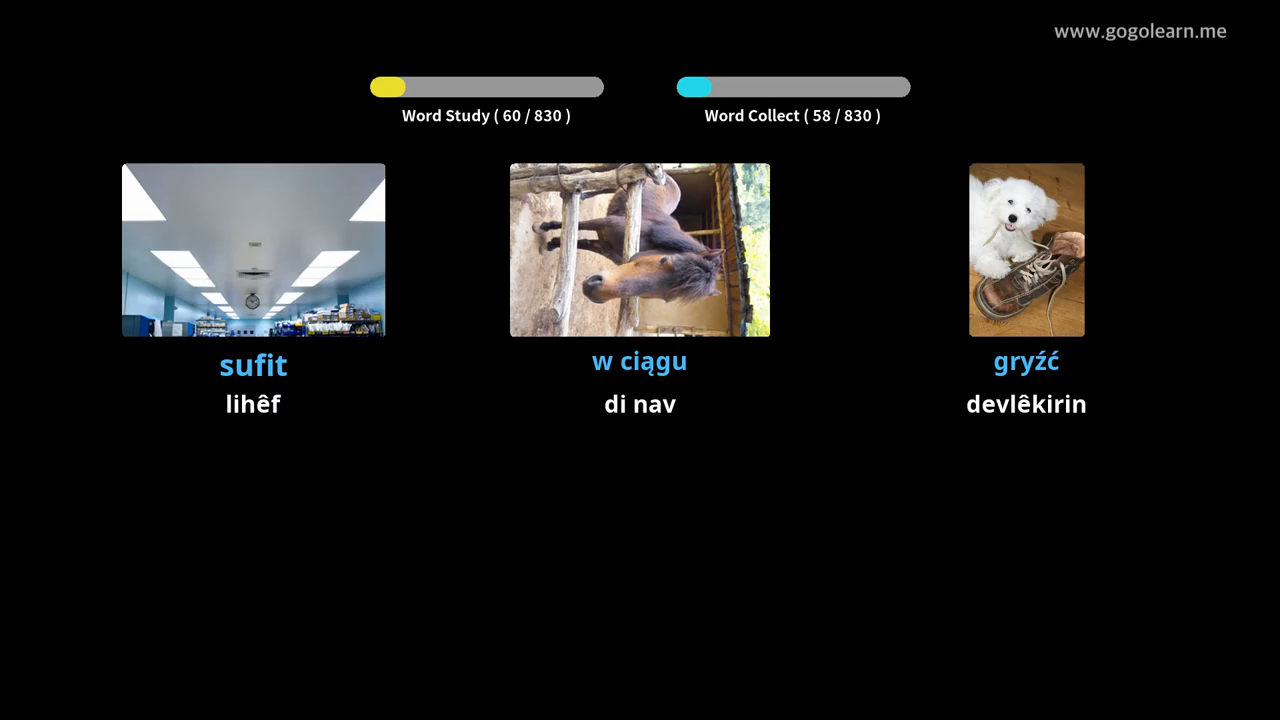 www.gogolearn.me
Word Study ( 60 / 830 )
Word Collect ( 58 / 830 )
sufit
w ciągu
gryźć
lihêf
di nav
devlêkirin